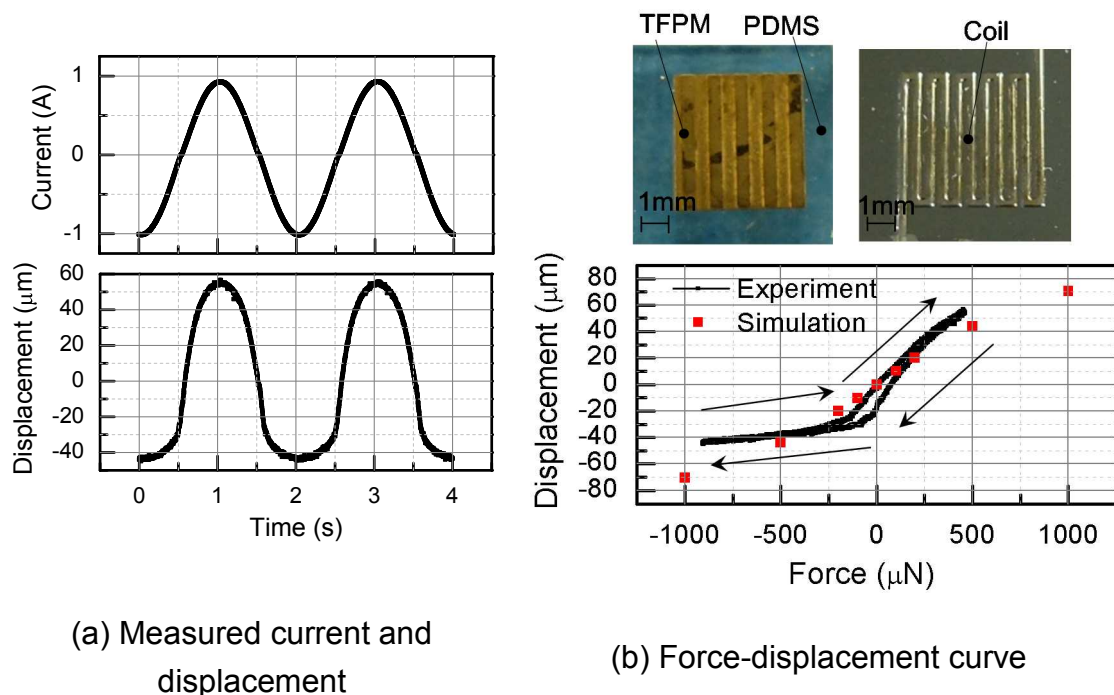 Current (A)
1
0
-1
Displacement (μm)
60
40
20
0
-20
-40
0 1 2 3 4
Time (s)
(a) Measured current and
displacement
TFPM PDMS Coil
1mm
1mm
Displacement (μm)
80
60
40
20
0
-20
-40
-60
-80
Experiment
Simulation
-1000 -500 0 500 1000
Force (μN)
(b) Force-displacement curve